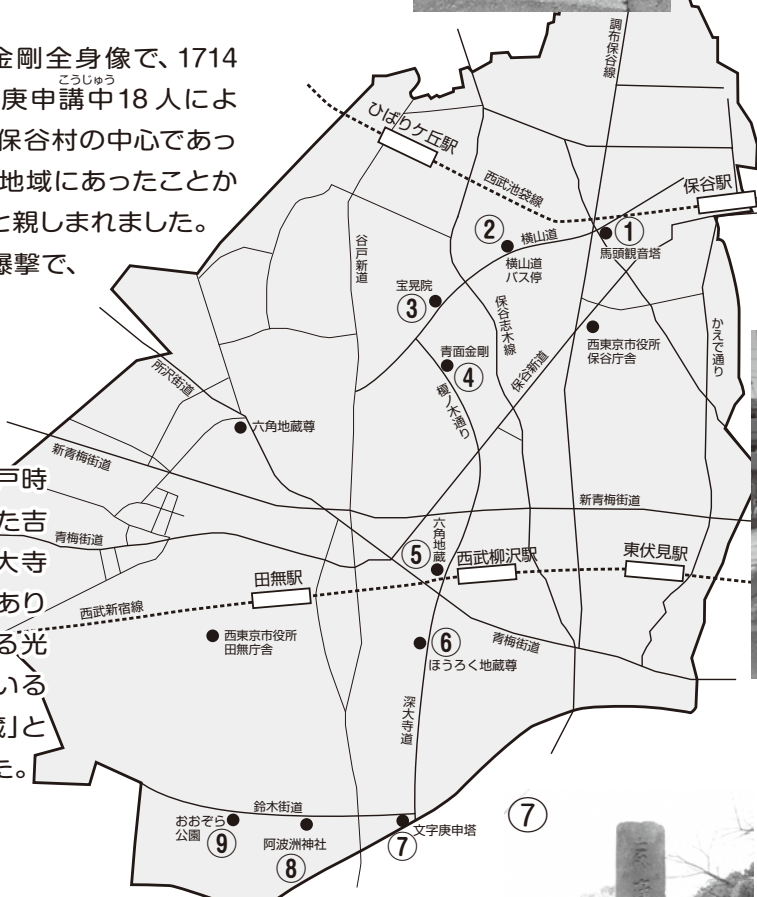 金剛全身像で、1714
こうじゅう
庚申講中18人によ
保谷村の中心であっ
地域にあったことか
と親しまれました。
爆撃で、
戸時
た吉
大寺
あり
る光
いる
蔵」と
た。
調布保谷線
ひばりケ丘駅
西武池袋線
保谷駅
①
馬頭観音塔
②
横山道
横山道
バス停
谷戸新道
宝晃院
③
保谷志木線
西東京市役所
保谷庁舎
かえで通り
青面金剛
④
保谷新道
榎ノ木通り
所沢街道
六角地蔵尊
新青梅街道
新青梅街道
青梅街道
六角地蔵
⑤
西武柳沢駅
東伏見駅
田無駅
西武新宿線
西東京市役所
田無庁舎
⑥
ほうろく地蔵尊
青梅街道
深大寺道
鈴木街道
おおぞら
公園
⑨
阿波洲神社
⑧
文字庚申塔
⑦
⑦